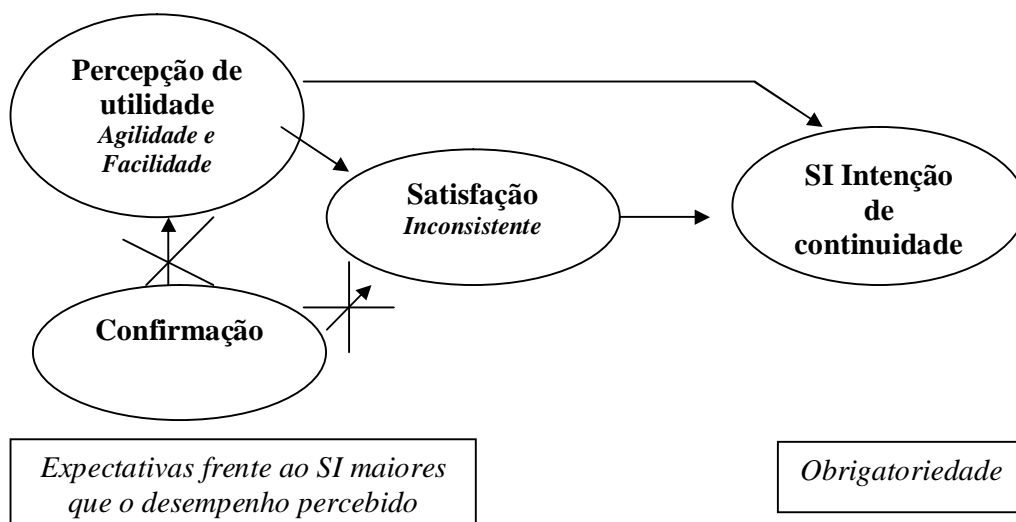 Percepção de
utilidade
Agilidade e
Facilidade
Satisfação
Inconsistente
SI Intenção
de
continuidade
Confirmação
Expectativas frente ao SI maiores
que o desempenho percebido
Obrigatoriedade